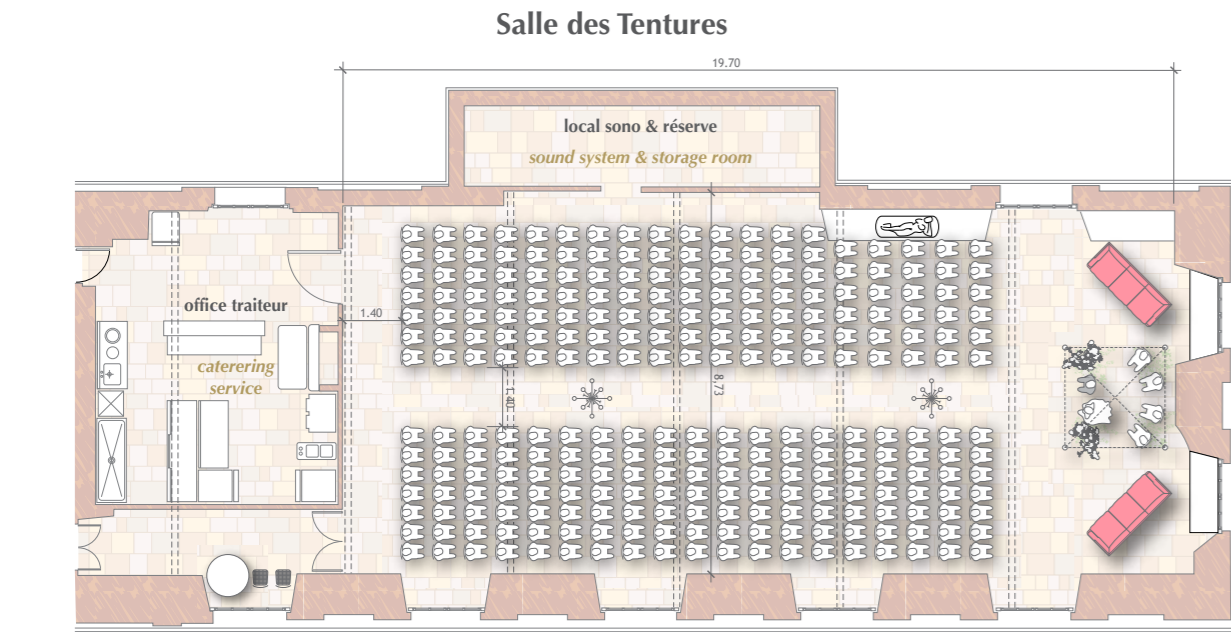 Salle des Tentures
19.70
local sono & réserve
sound system & storage room
office traiteur
1.40
caterering
service
1.40
8.73